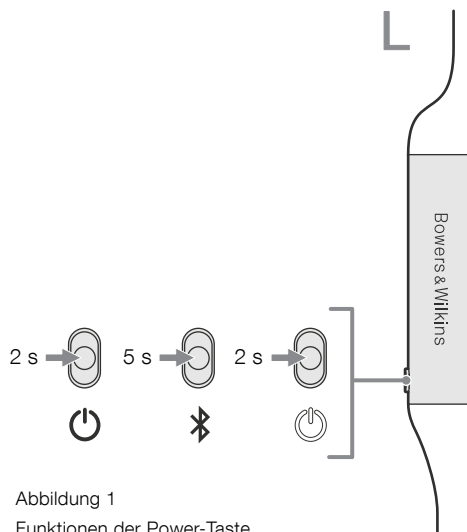 L
Bowers & Wilkins
2 s
5 s
2 s
Abbildung 1
Funktionen der Power-Taste